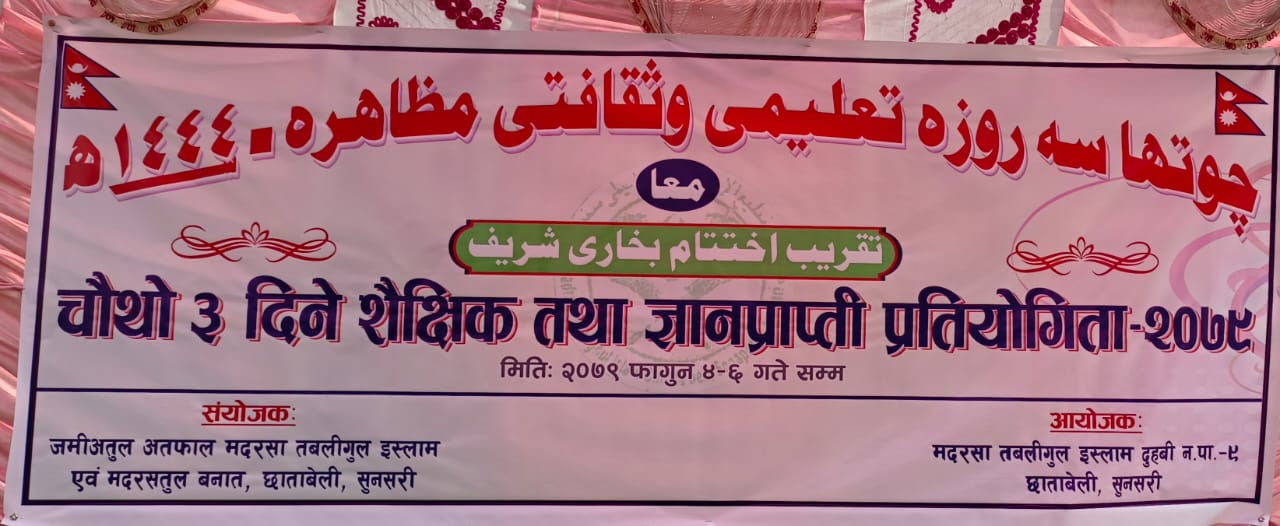 چوتھا سہ روزہ تعلیمی وثقافتی مظاہرہ - ۱٤٤٤ھ
معا
تقریب اختتام بخاری شریف
चौथो ३ दिने शैक्षिक तथा ज्ञानप्राप्ती प्रतियोगिता-२०७९
मितिः २०७९ फागुन ४-६ गते सम्म
संयोजकः
जमीअतुल अतफाल मदरसा तबलीगुल इस्लाम
एवं मदरसतुल बनात, छाताबेली, सुनसरी
आयोजकः
मदरसा तबलीगुल इस्लाम दुहबी न.पा.-९
छाताबेली, सुनसरी